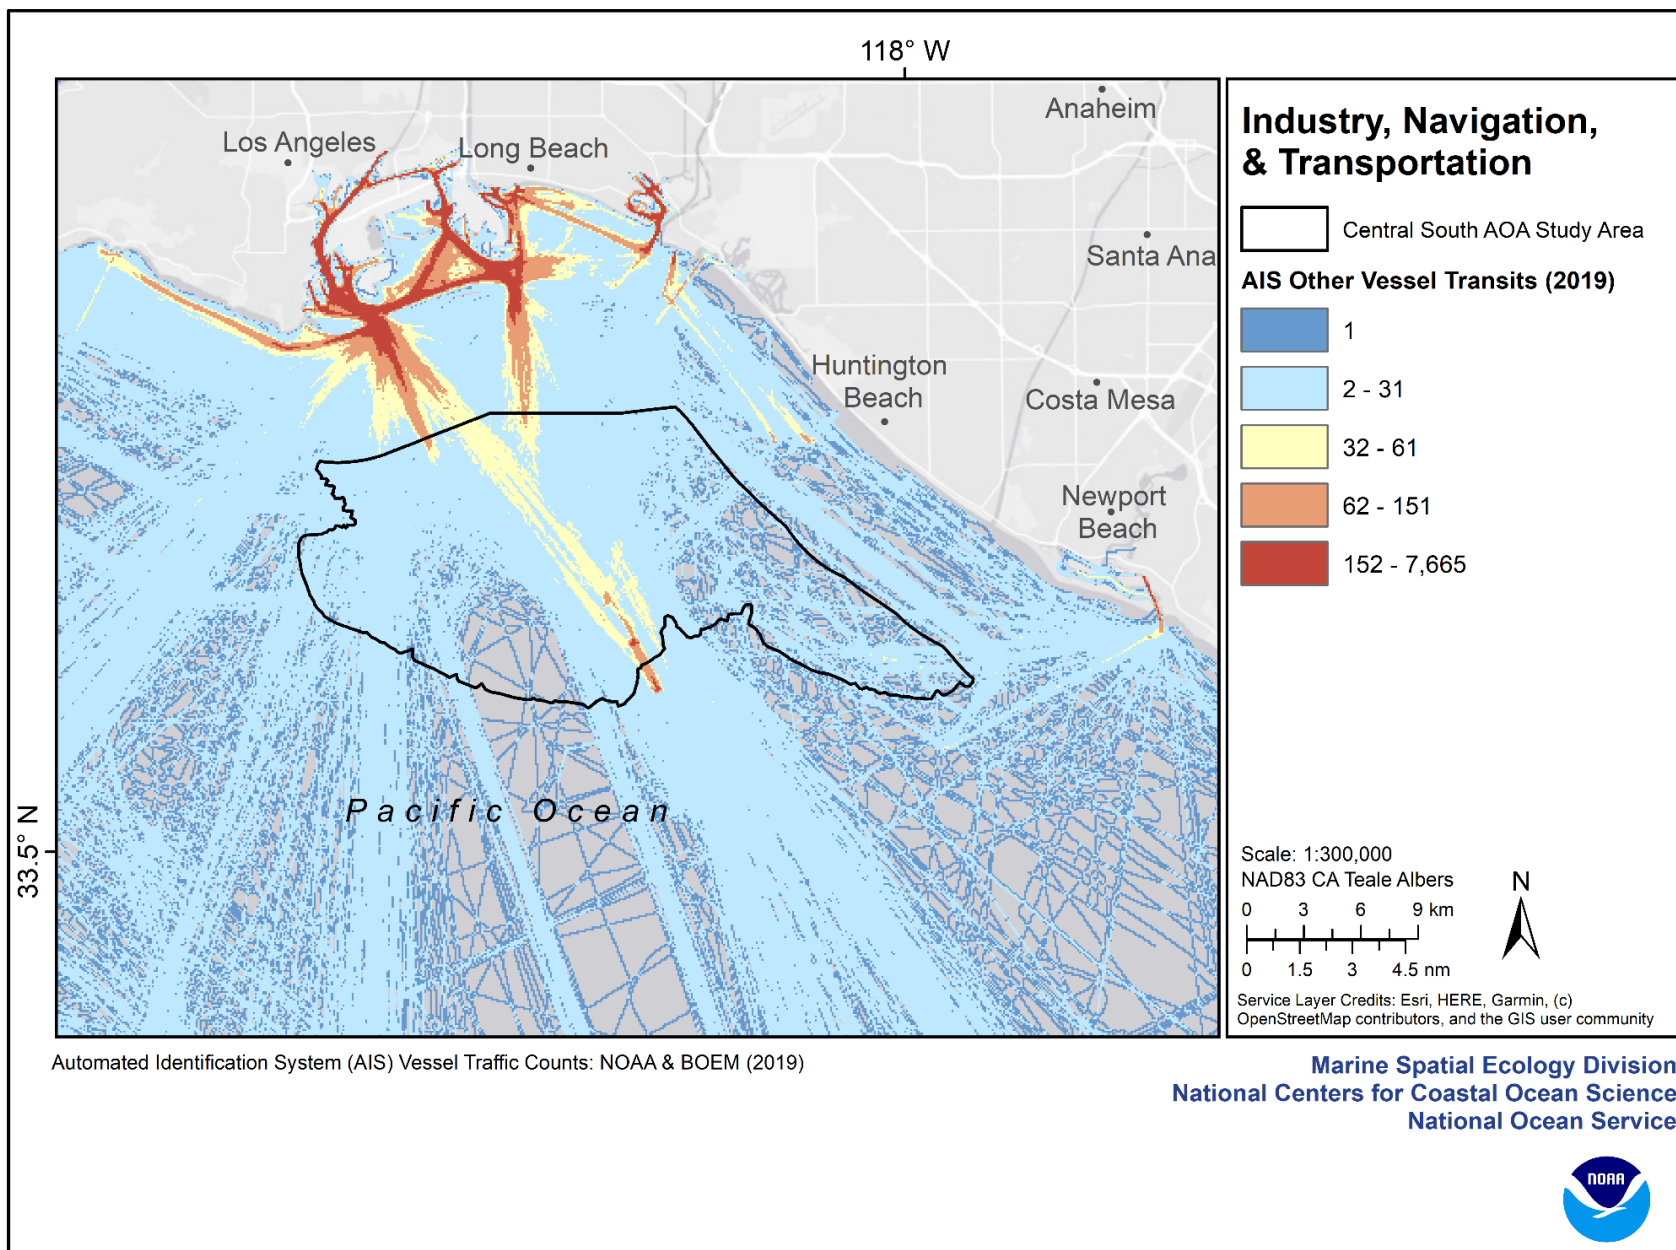 118° W
Anaheim
Los Angeles
Long Beach
Santa Ana
Huntington
Beach
Costa Mesa
Newport
Beach
Pacific Ocean
33.5° N
Industry, Navigation,
& Transportation
Central South AOA Study Area
AIS Other Vessel Transits (2019)
1
2 - 31
32 - 61
62 - 151
152 - 7,665
Scale: 1:300,000
NAD83 CA Teale Albers
0 3 6 9 km
0 1.5 3 4.5 nm
N
Service Layer Credits: Esri, HERE, Garmin, (c)
OpenStreetMap contributors, and the GIS user community
Automated Identification System (AIS) Vessel Traffic Counts: NOAA & BOEM (2019)
Marine Spatial Ecology Division
National Centers for Coastal Ocean Science
National Ocean Service
NOAA